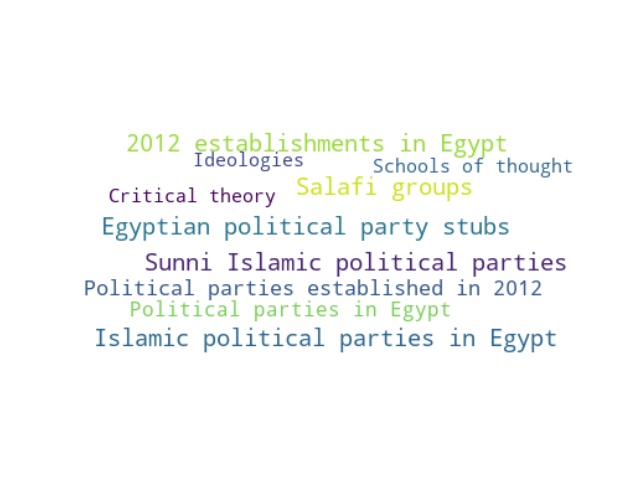 2012 establishments in Egypt
Ideologies
Schools of thought
Critical theory
Salafi groups
Egyptian political party stubs
Sunni Islamic political parties
Political parties established in 2012
Political parties in Egypt
Islamic political parties in Egypt